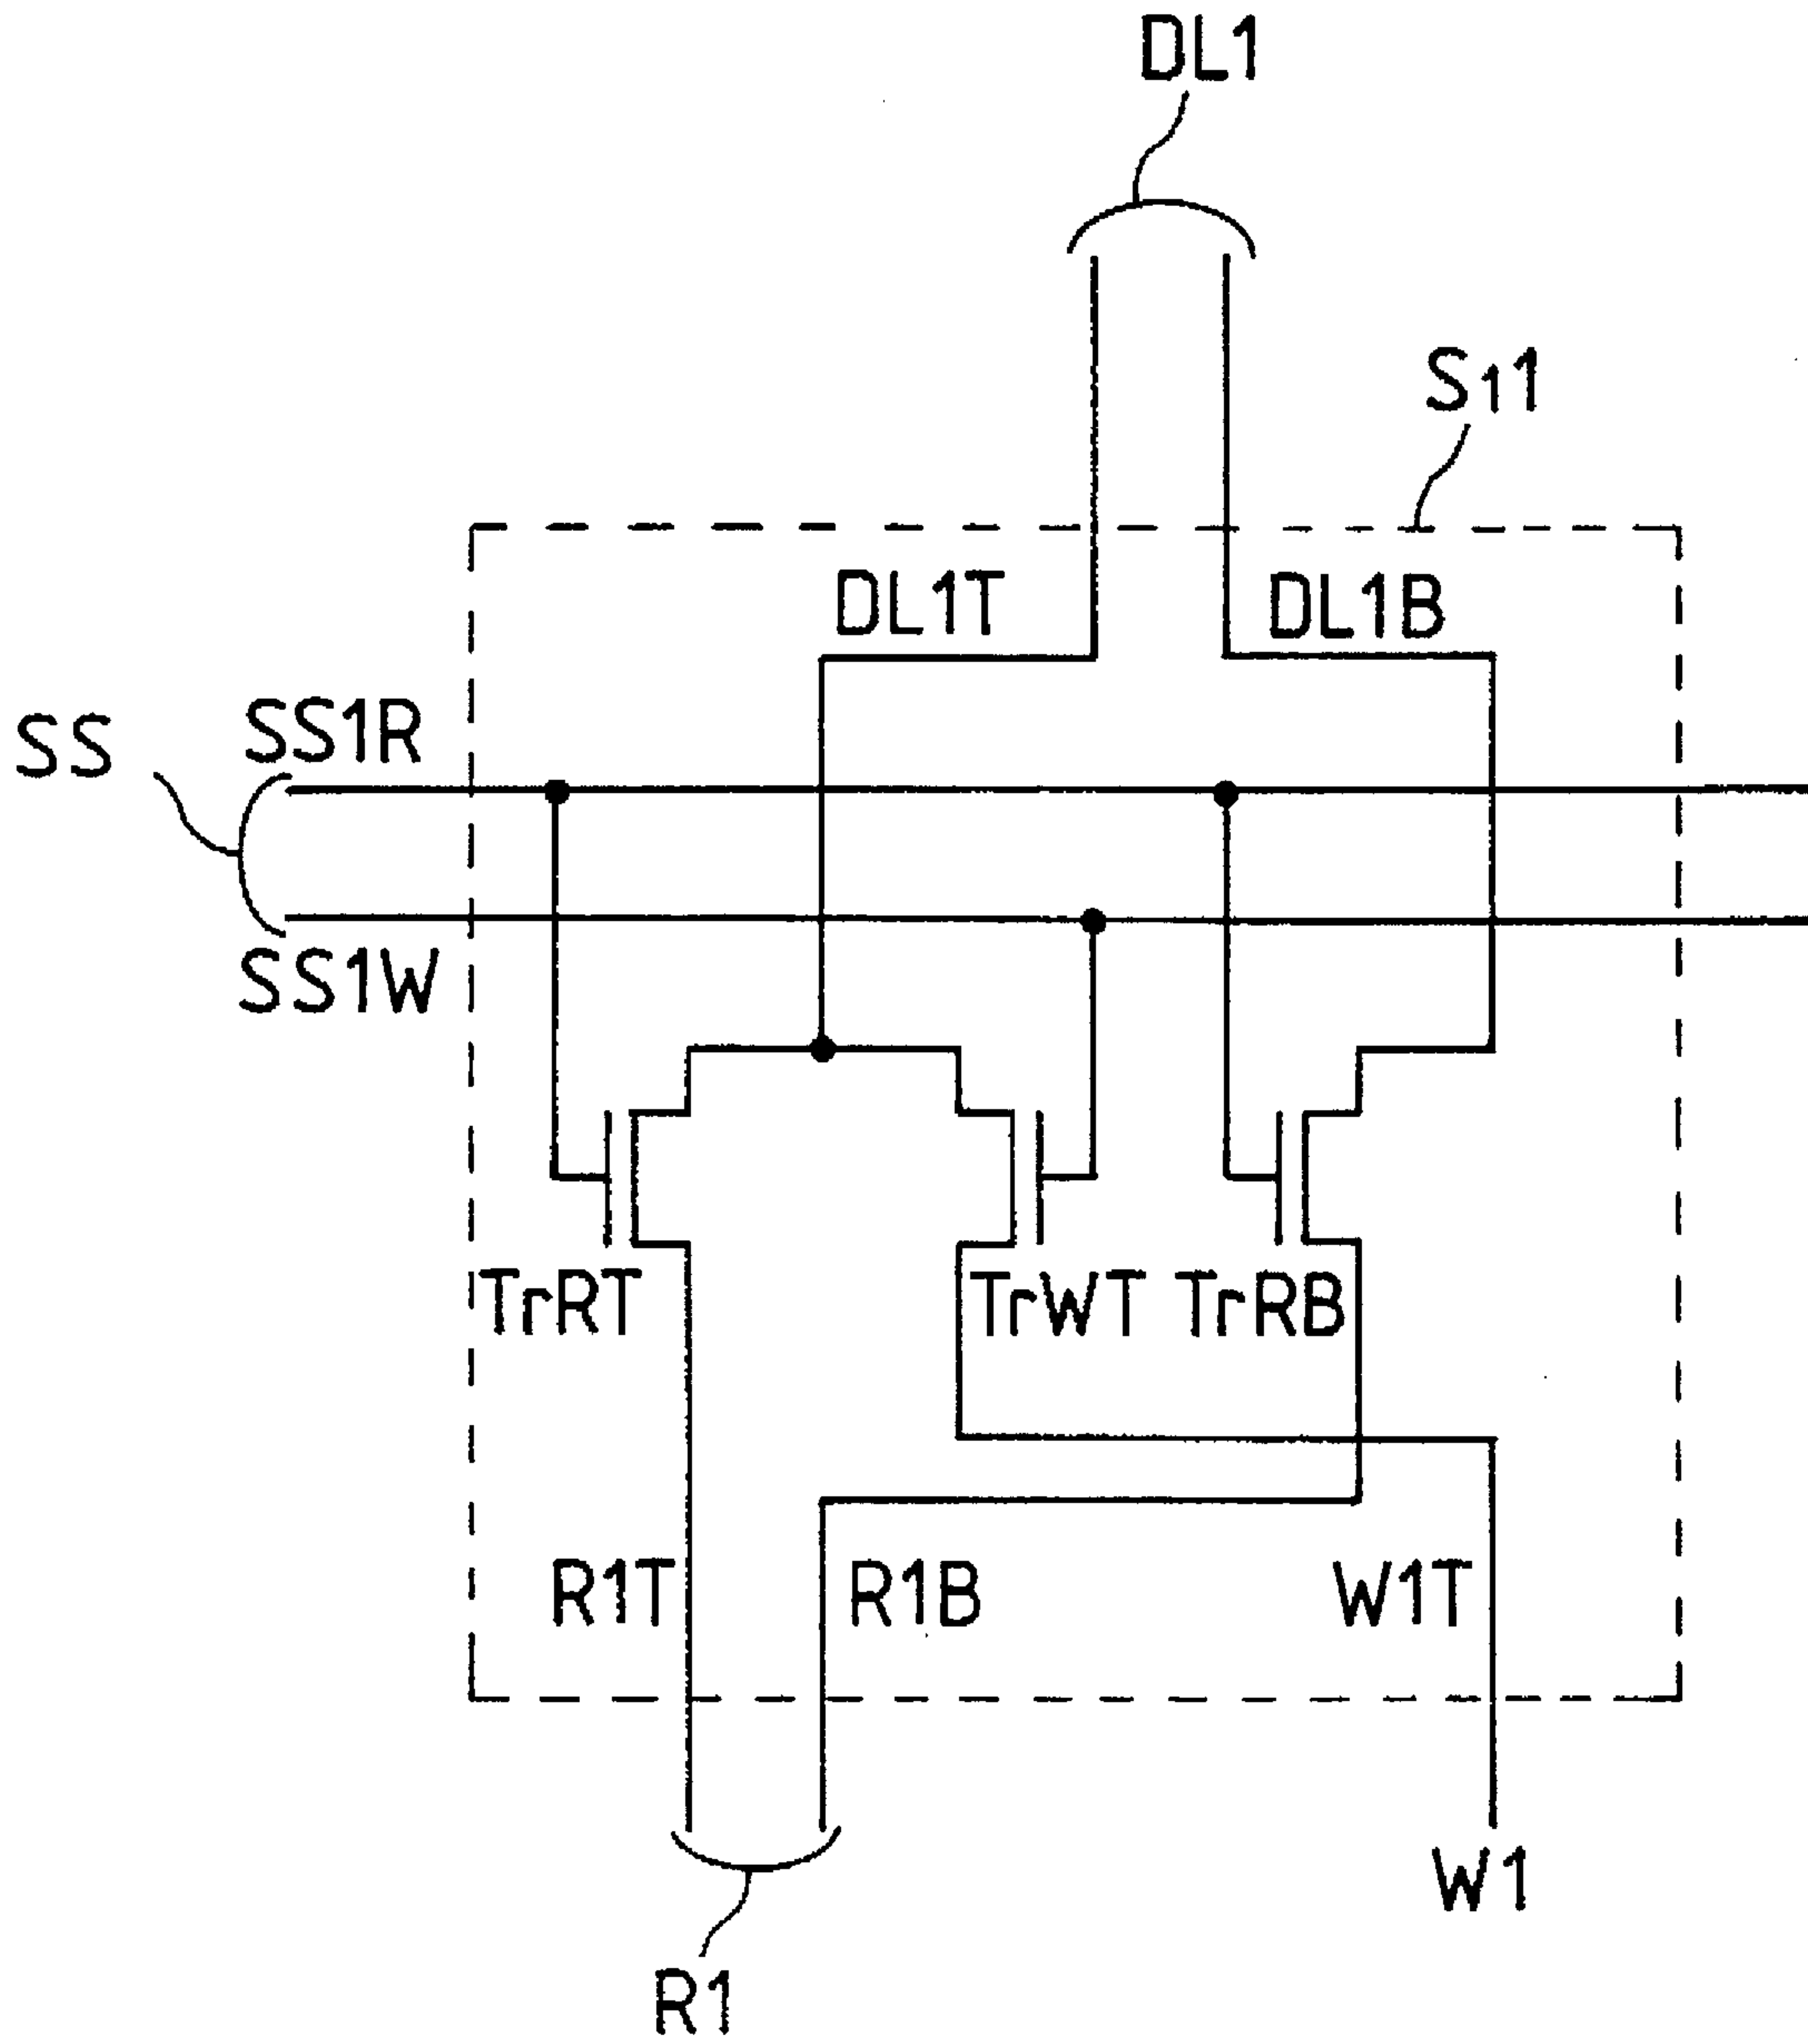 DL1
S11
DL1T
DL1B
SS
SS1R
SS1W
TrRT
TrWT
TrRB
R1T
R1B
W1T
W1
R1